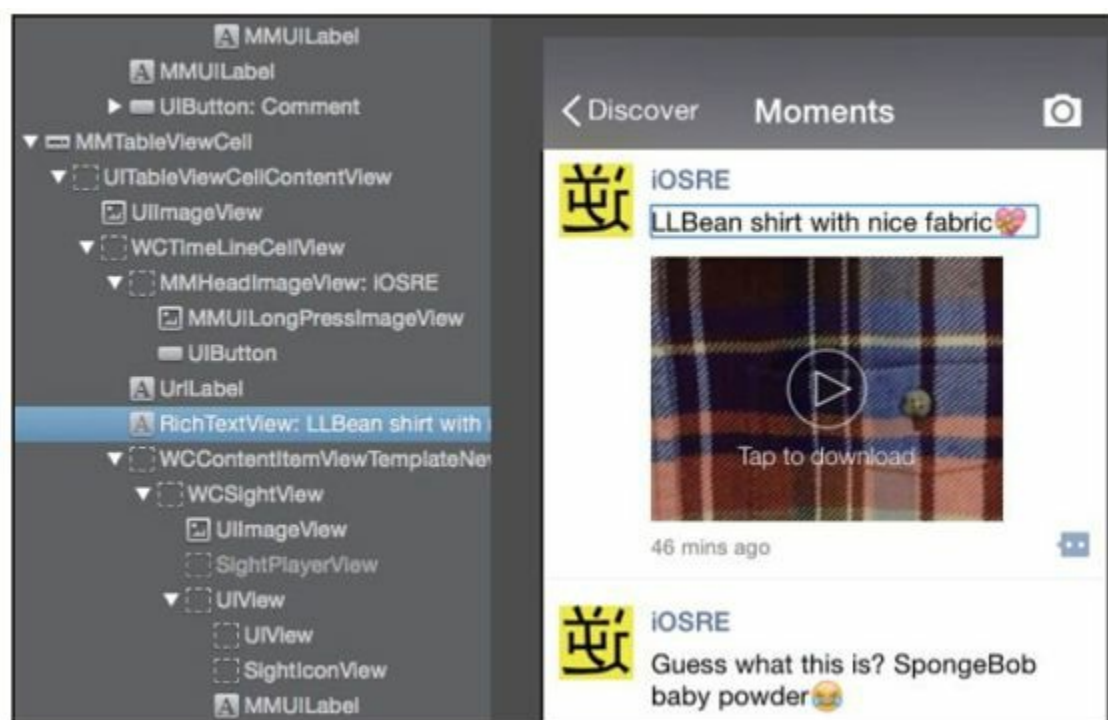 MMUILabel
MMUILabel
UIButton: Comment
MMTableViewCell
UITableViewCellContentView
UIImageView
WCTimeLineCellView
MMHeadImageView: iOSRE
MMUILongPressImageView
UIButton
UrlLabel
RichTextView: LLBean shirt with
WCContentItemViewTemplateNe
WCSightView
UIImageView
SightPlayerView
UIView
UIView
SightIconView
MMUILabel
Discover
Moments
iOSRE
LLBean shirt with nice fabric💖
Tap to download
46 mins ago
iOSRE
Guess what this is? SpongeBob
baby powder😂